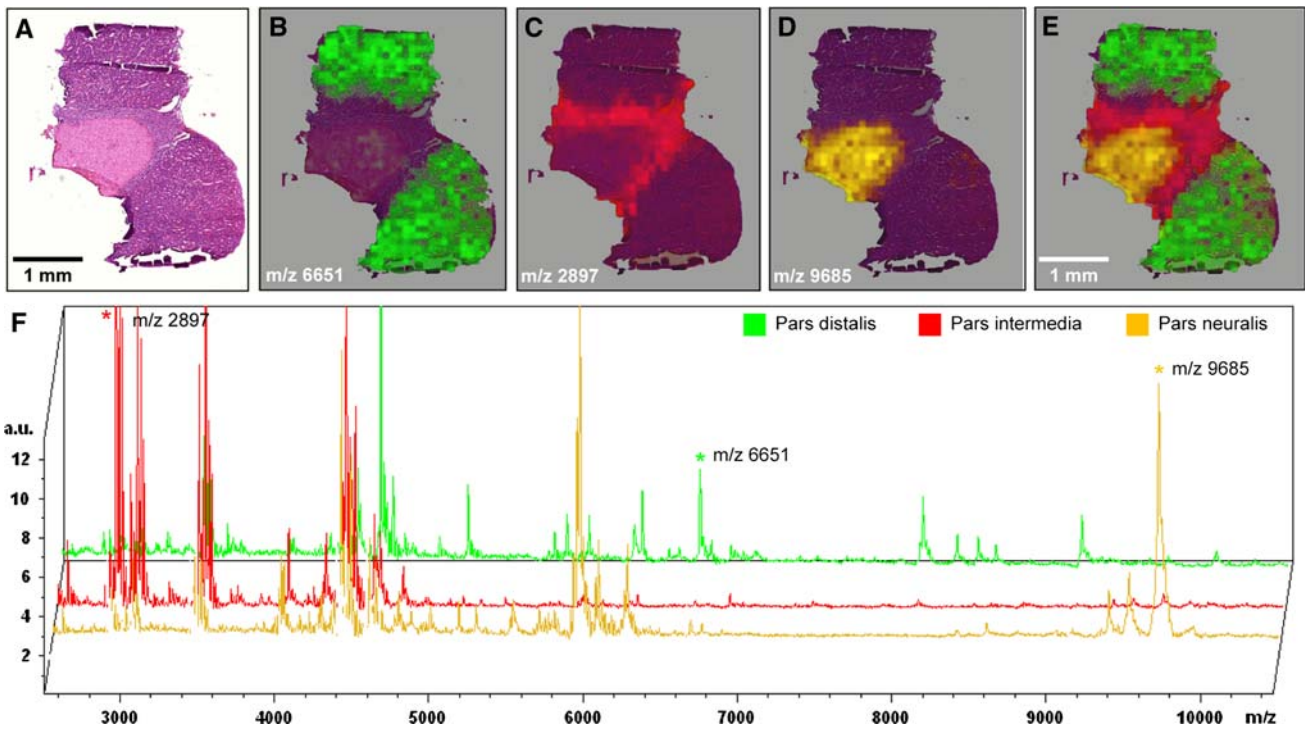 A
1 mm
B
m/z 6651
C
m/z 2897
D
m/z 9685
E
1 mm
F
* m/z 2897
Pars distalis
Pars intermedia
Pars neuralis
* m/z 9685
* m/z 6651
a.u.
12
10
8
6
4
2
3000 4000 5000 6000 7000 8000 9000 10000 m/z